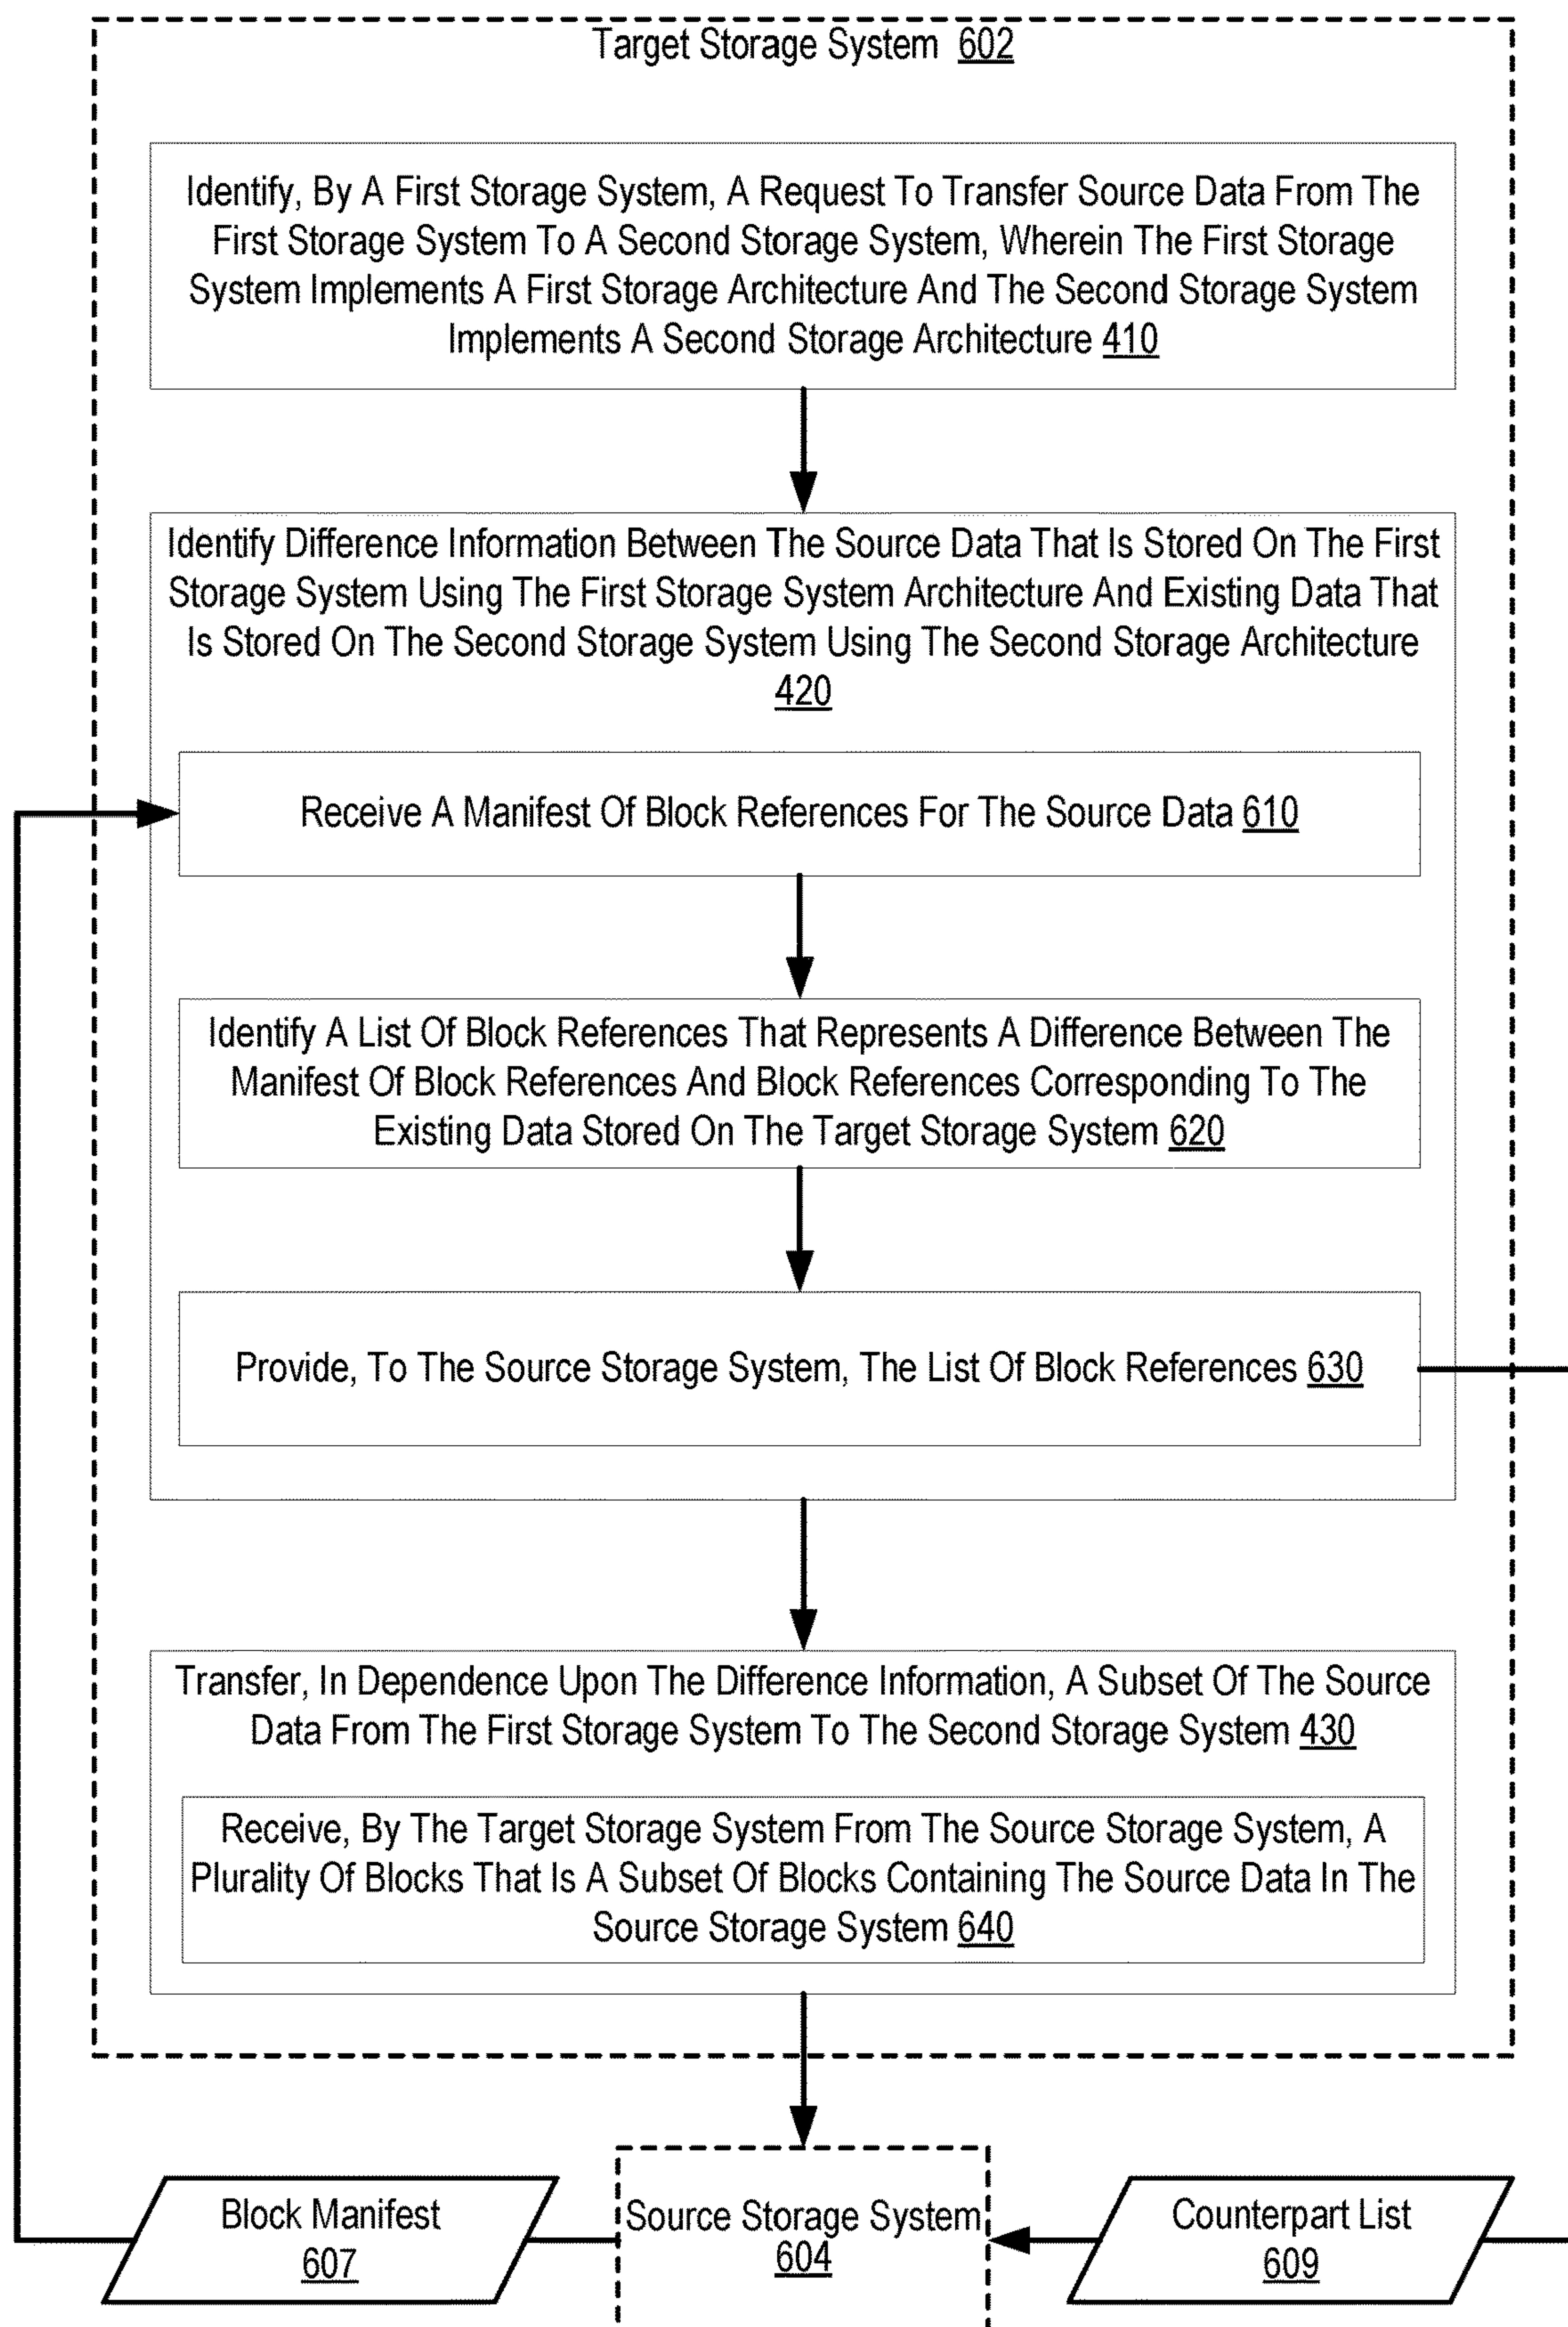 Target Storage System 602
Identify, By A First Storage System, A Request To Transfer Source Data From The
First Storage System To A Second Storage System, Wherein The First Storage
System Implements A First Storage Architecture And The Second Storage System
Implements A Second Storage Architecture 410
Identify Difference Information Between The Source Data That Is Stored On The First
Storage System Using The First Storage System Architecture And Existing Data That
Is Stored On The Second Storage System Using The Second Storage Architecture
420
Receive A Manifest Of Block References For The Source Data 610
Identify A List Of Block References That Represents A Difference Between The
Manifest Of Block References And Block References Corresponding To The
Existing Data Stored On The Target Storage System 620
Provide, To The Source Storage System, The List Of Block References 630
Transfer, In Dependence Upon The Difference Information, A Subset Of The Source
Data From The First Storage System To The Second Storage System 430
Receive, By The Target Storage System From The Source Storage System, A
Plurality Of Blocks That Is A Subset Of Blocks Containing The Source Data In The
Source Storage System 640
Block Manifest
607
Source Storage System
604
Counterpart List
609